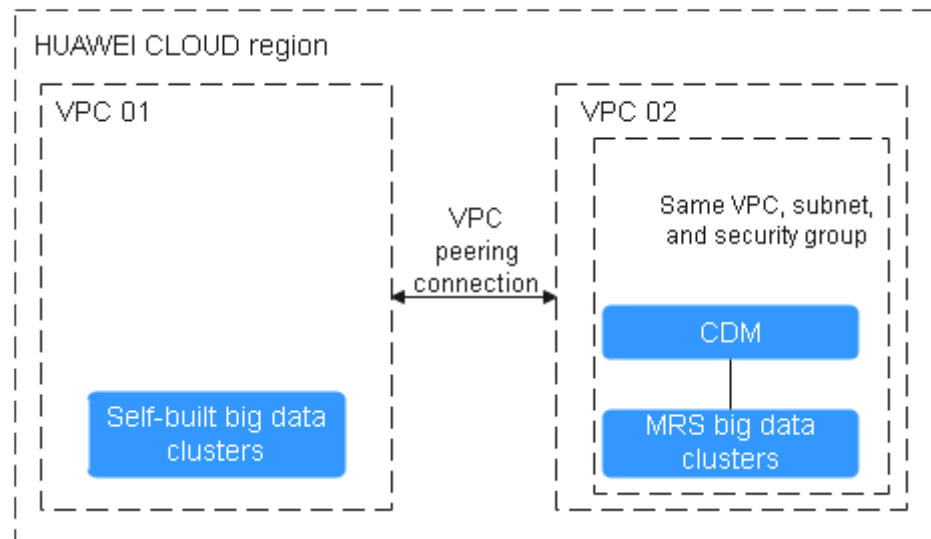 HUAWEI CLOUD region
VPC 01
VPC 02
Same VPC, subnet,
and security group
VPC
peering
connection
CDM
Self-built big data
clusters
MRS big data
clusters